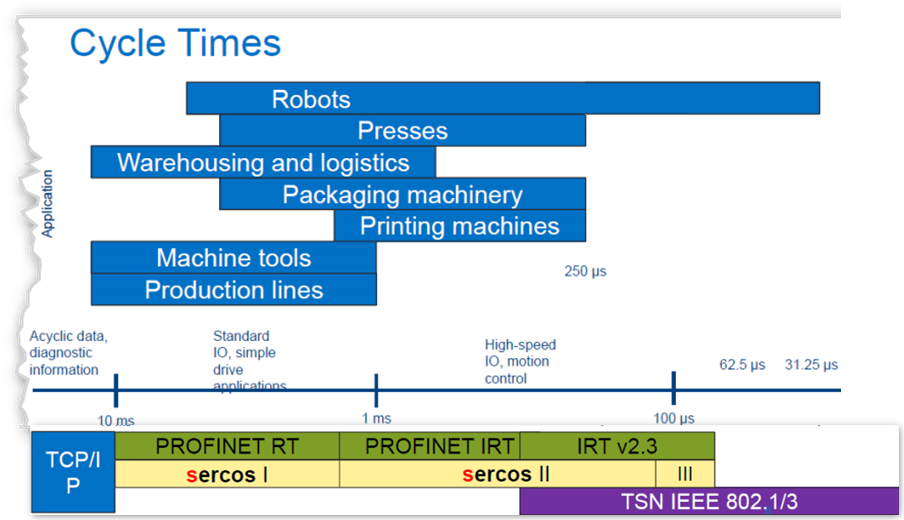 Cycle Times
Robots
Presses
Warehousing and logistics
Packaging machinery
Printing machines
Machine tools
Production lines
Application
250 µs
Acyclic data,
diagnostic
information
Standard
IO, simple
drive
applications
High-speed
IO, motion
control
62.5 µs
31.25 µs
10 ms
1 ms
100 µs
TCP/I
P
PROFINET RT
PROFINET IRT
IRT v2.3
sercos I
sercos II
III
TSN IEEE 802.1/3